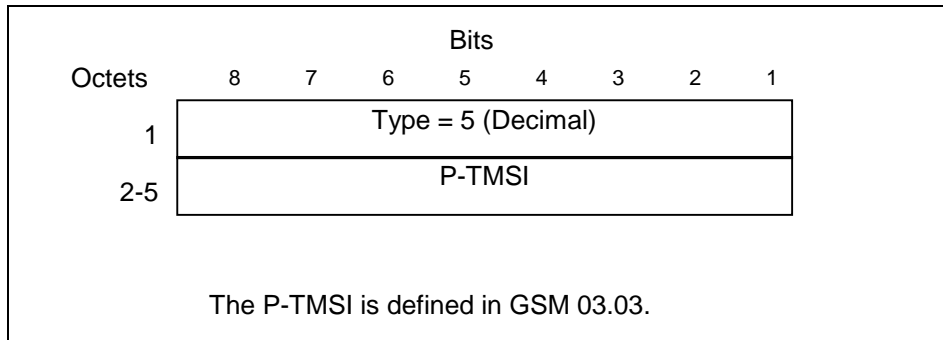 Bits
Octets 8 7 6 5 4 3 2 1
1 Type = 5 (Decimal)
2-5 P-TMSI
The P-TMSI is defined in GSM 03.03.